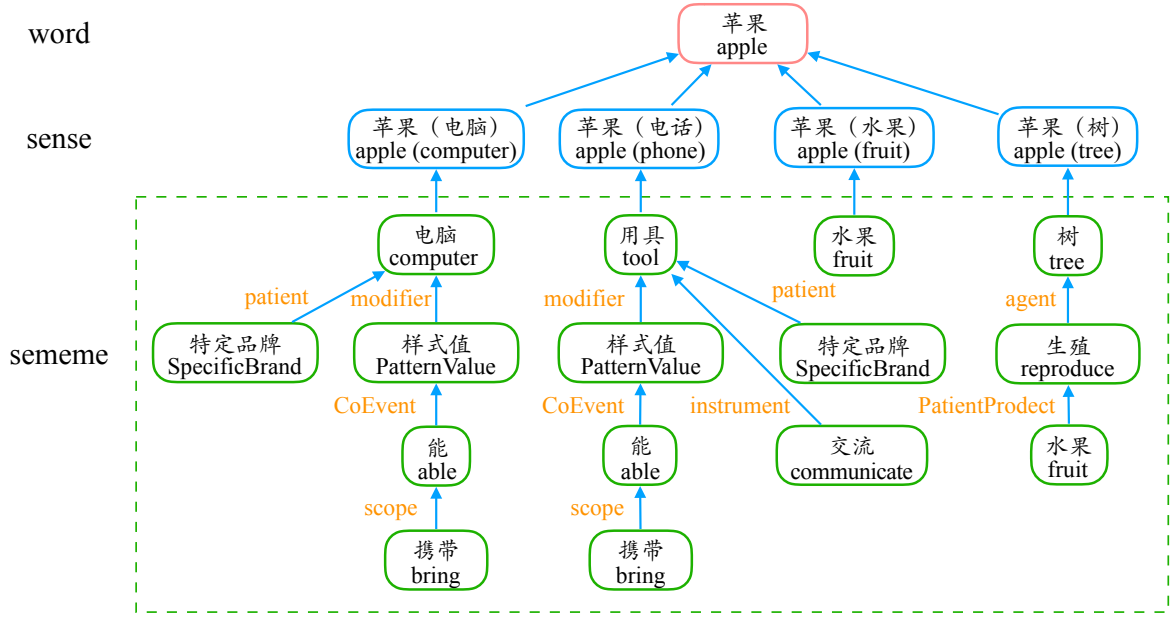 word
苹果
apple
sense
苹果（电脑）
apple (computer)
苹果（电话）
apple (phone)
苹果（水果）
apple (fruit)
苹果（树）
apple (tree)
sememe
电脑
computer
用具
tool
水果
fruit
树
tree
patient
modifier
modifier
patient
agent
特定品牌
SpecificBrand
样式值
PatternValue
样式值
PatternValue
特定品牌
SpecificBrand
生殖
reproduce
CoEvent
CoEvent
instrument
PatientProdect
能
able
能
able
交流
communicate
水果
fruit
scope
scope
携带
bring
携带
bring